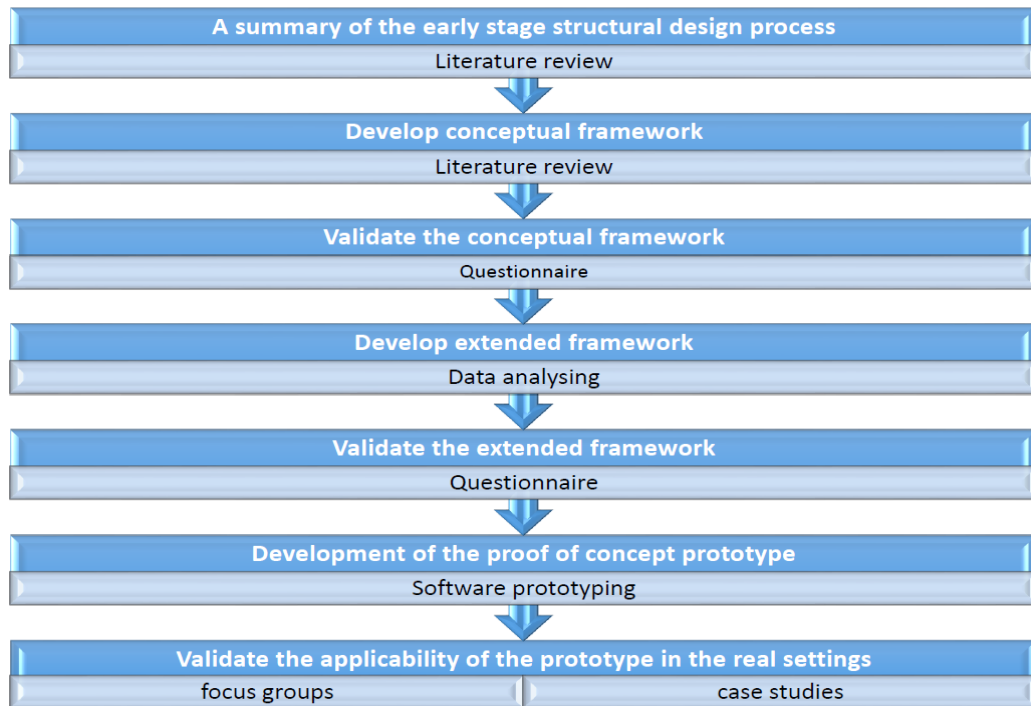 A summary of the early stage structural design process
Literature review
Develop conceptual framework
Literature review
Validate the conceptual framework
Questionnaire
Develop extended framework
Data analysing
Validate the extended framework
Questionnaire
Development of the proof of concept prototype
Software prototyping
Validate the applicability of the prototype in the real settings
focus groups
case studies